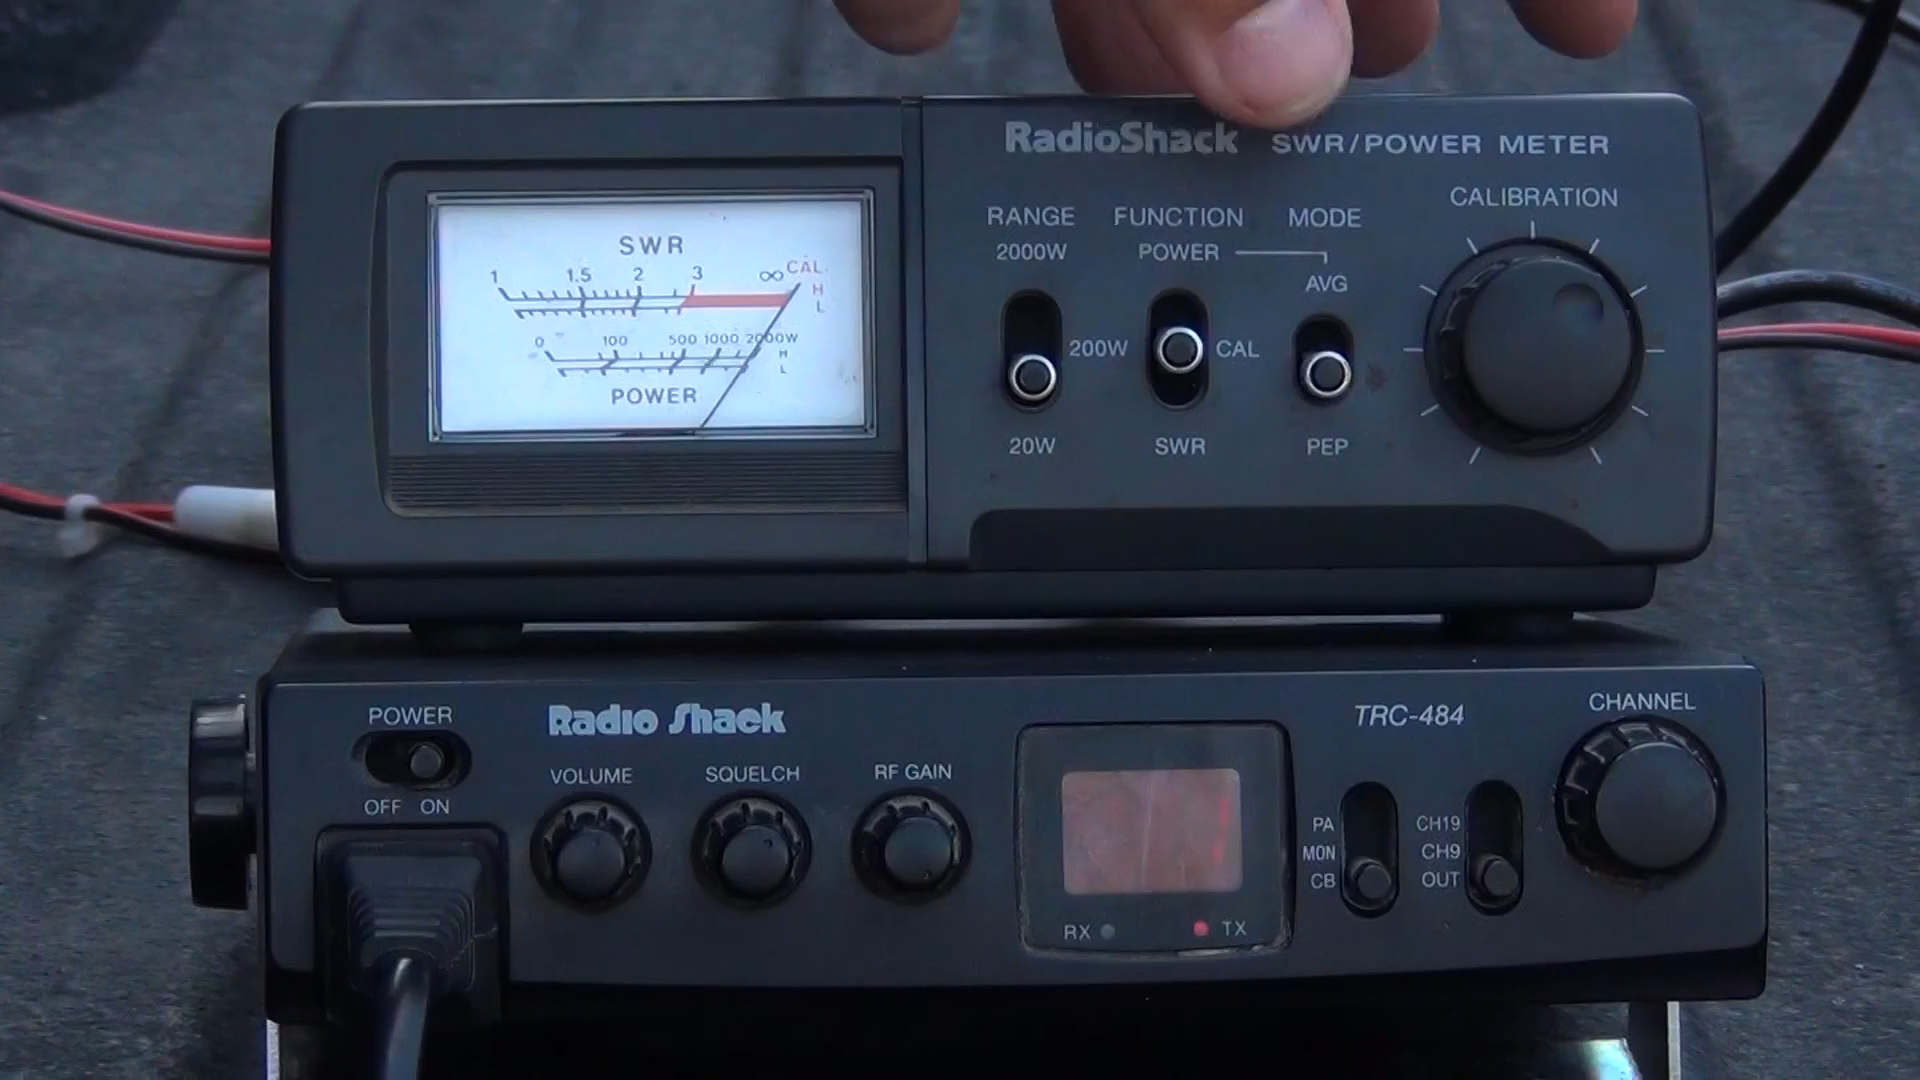 RadioShack SWR/POWER METER
CALIBRATION
RANGE FUNCTION MODE
2000W POWER
AVG
200W CAL
20W SWR PEP
SWR
1 1.5 2 3 ∞ CAL.
H
L
0 100 500 1000 2000W
H
L
POWER
POWER
OFF ON
Radio Shack
VOLUME SQUELCH RF GAIN
RX TX
TRC-484
PA
MON
CB
CH19
CH9
OUT
CHANNEL